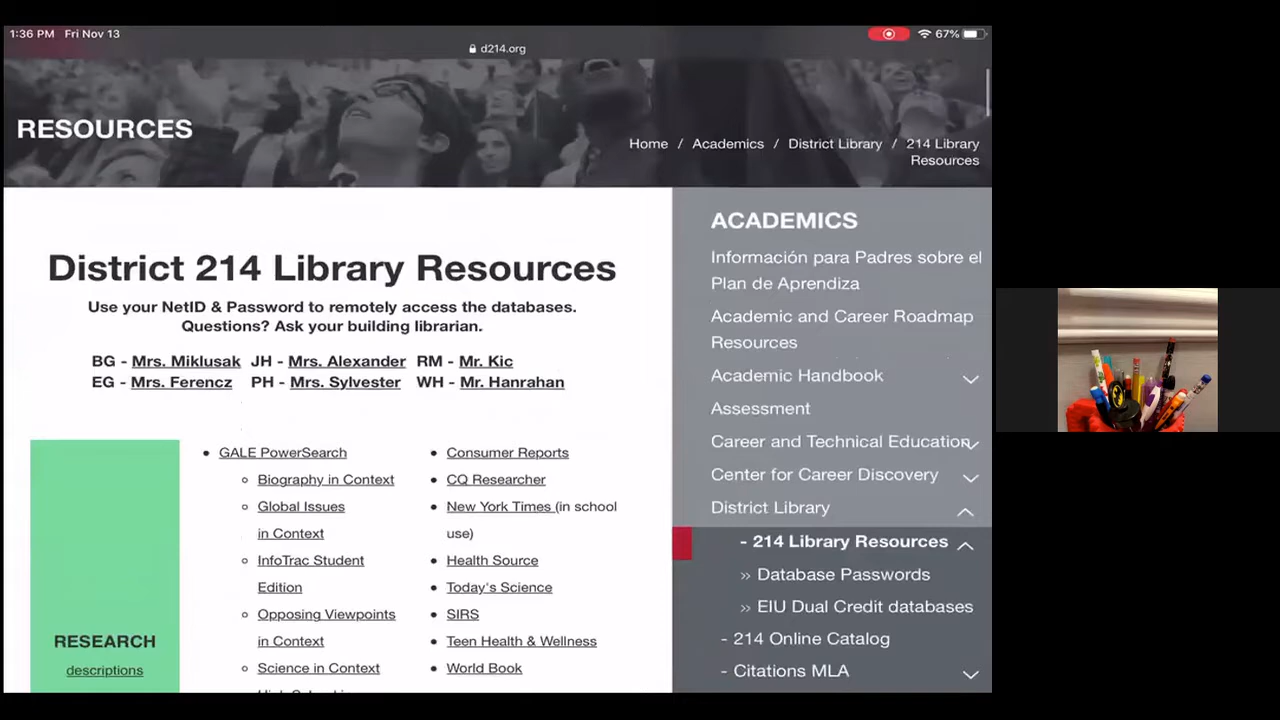 1:36 PM Fri Nov 13
67%
d214.org
RESOURCES
Home / Academics / District Library / 214 Library
Resources
District 214 Library Resources
Use your NetID & Password to remotely access the databases.
Questions? Ask your building librarian.
BG - Mrs. Miklusak JH - Mrs. Alexander RM - Mr. Kic
EG - Mrs. Ferencz PH - Mrs. Sylvester WH - Mr. Hanrahan
RESEARCH
descriptions
GALE PowerSearch
Biography in Context
Global Issues
in Context
InfoTrac Student
Edition
Opposing Viewpoints
in Context
Science in Context
Consumer Reports
CQ Researcher
New York Times (in school
use)
Health Source
Today's Science
SIRS
Teen Health & Wellness
World Book
ACADEMICS
Información para Padres sobre el
Plan de Aprendiza
Academic and Career Roadmap
Resources
Academic Handbook
Assessment
Career and Technical Education
Center for Career Discovery
District Library
- 214 Library Resources
» Database Passwords
» EIU Dual Credit databases
- 214 Online Catalog
- Citations MLA